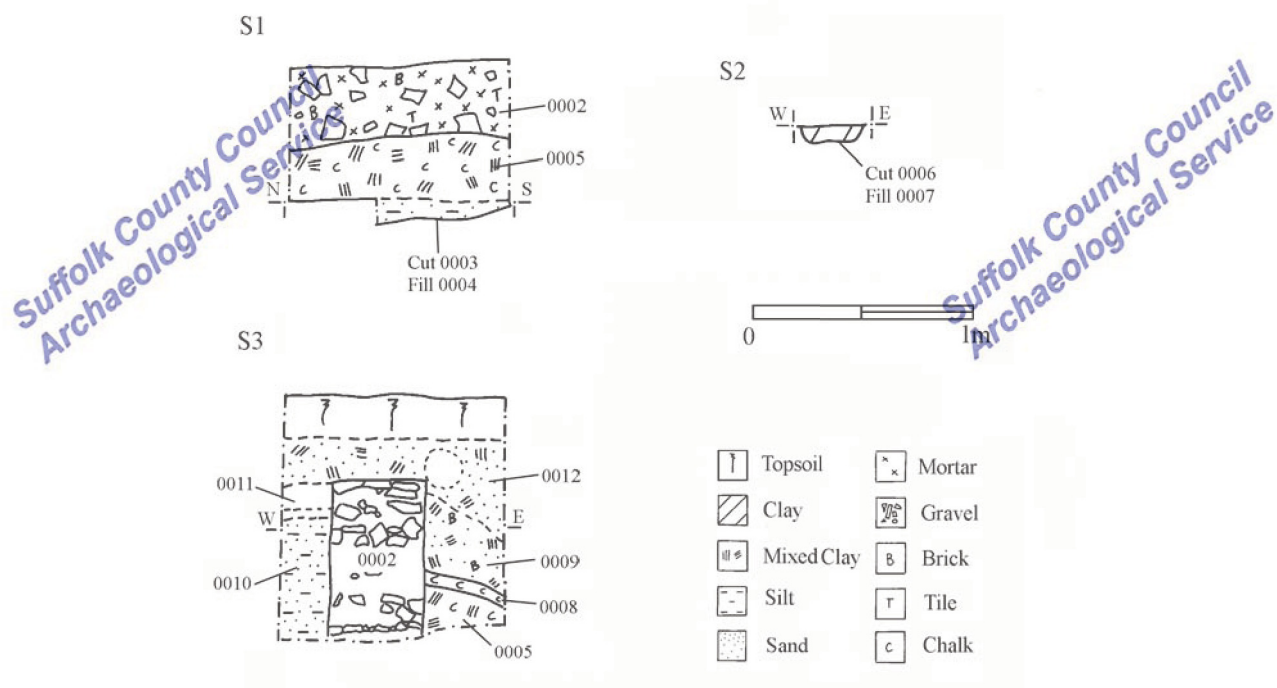 S1
0002
0005
N
S
Cut 0003
Fill 0004
B
B
T
T
C
C
C
C
C
C
C
C
S2
W
E
Cut 0006
Fill 0007
0
1m
S3
0011
W
0010
0002
0012
E
0009
0008
0005
B
B
C
C
C
C
C
C
Topsoil
Clay
Mixed Clay
Silt
Sand
Mortar
Gravel
B Brick
T Tile
C Chalk
Suffolk County Council
Archaeological Service
Suffolk County Council
Archaeological Service